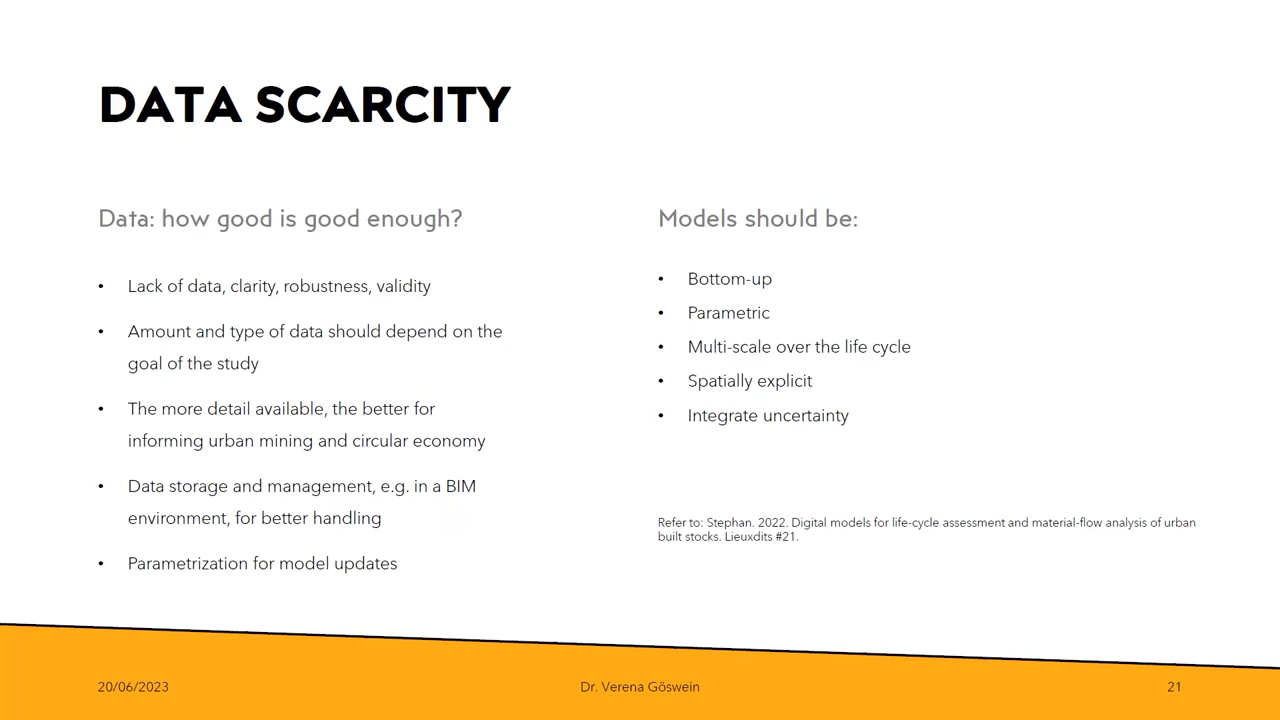 DATA SCARCITY
Data: how good is good enough?
• Lack of data, clarity, robustness, validity
• Amount and type of data should depend on the
goal of the study
• The more detail available, the better for
informing urban mining and circular economy
• Data storage and management, e.g. in a BIM
environment, for better handling
• Parametrization for model updates
Models should be:
• Bottom-up
• Parametric
• Multi-scale over the life cycle
• Spatially explicit
• Integrate uncertainty
Refer to: Stephan. 2022. Digital models for life-cycle assessment and material-flow analysis of urban
built stocks. Lieuxdits #21.
20/06/2023
Dr. Verena Göswein
21